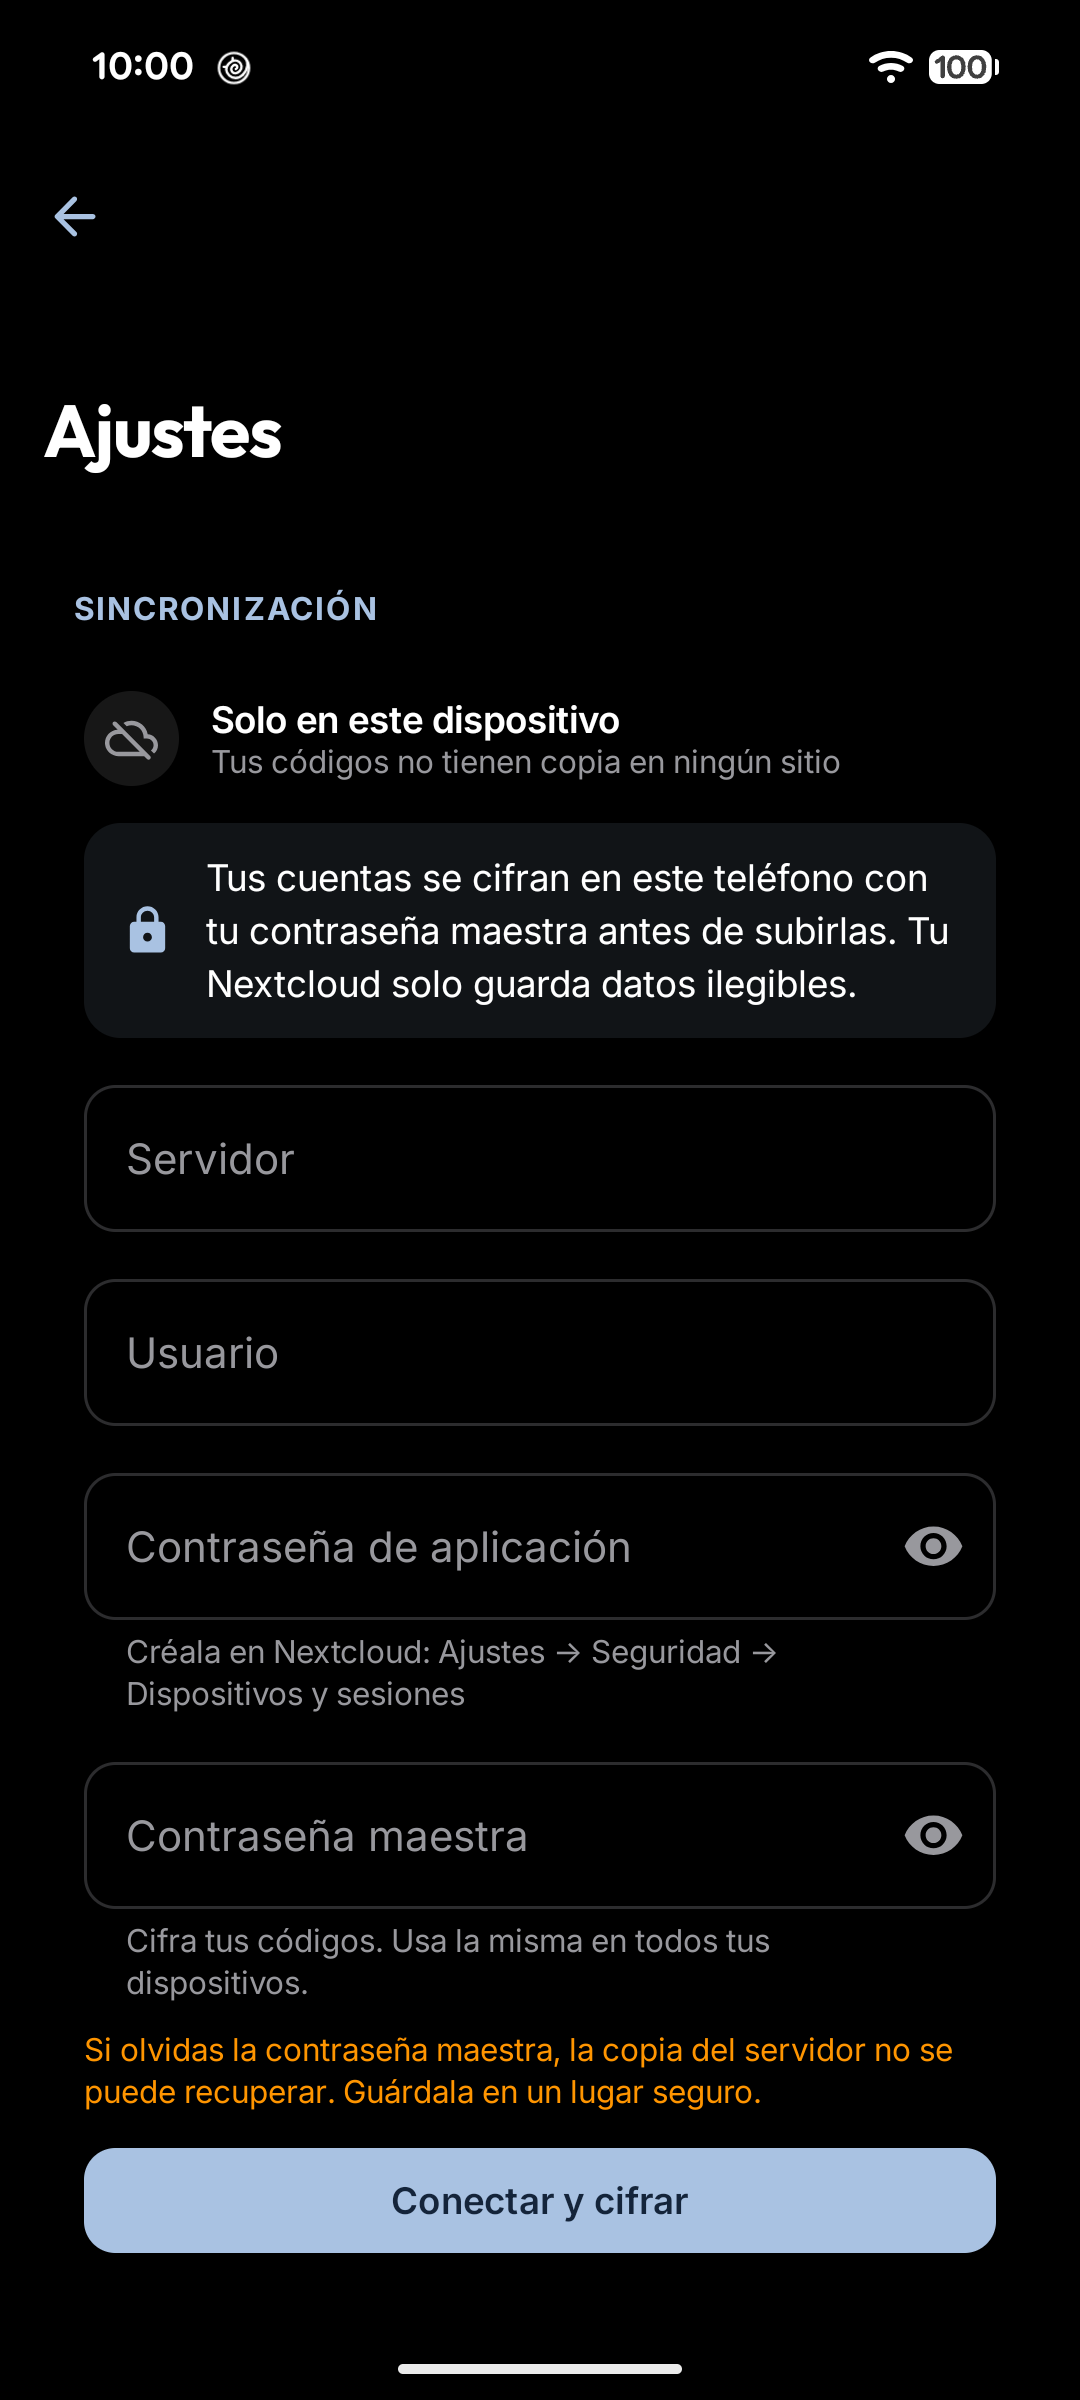 10:00
100
Ajustes
SINCRONIZACIÓN
Solo en este dispositivo
Tus códigos no tienen copia en ningún sitio
Tus cuentas se cifran en este teléfono con
tu contraseña maestra antes de subirlas. Tu
Nextcloud solo guarda datos ilegibles.
Servidor
Usuario
Contraseña de aplicación
Créala en Nextcloud: Ajustes → Seguridad →
Dispositivos y sesiones
Contraseña maestra
Cifra tus códigos. Usa la misma en todos tus
dispositivos.
Si olvidas la contraseña maestra, la copia del servidor no se
puede recuperar. Guárdala en un lugar seguro.
Conectar y cifrar